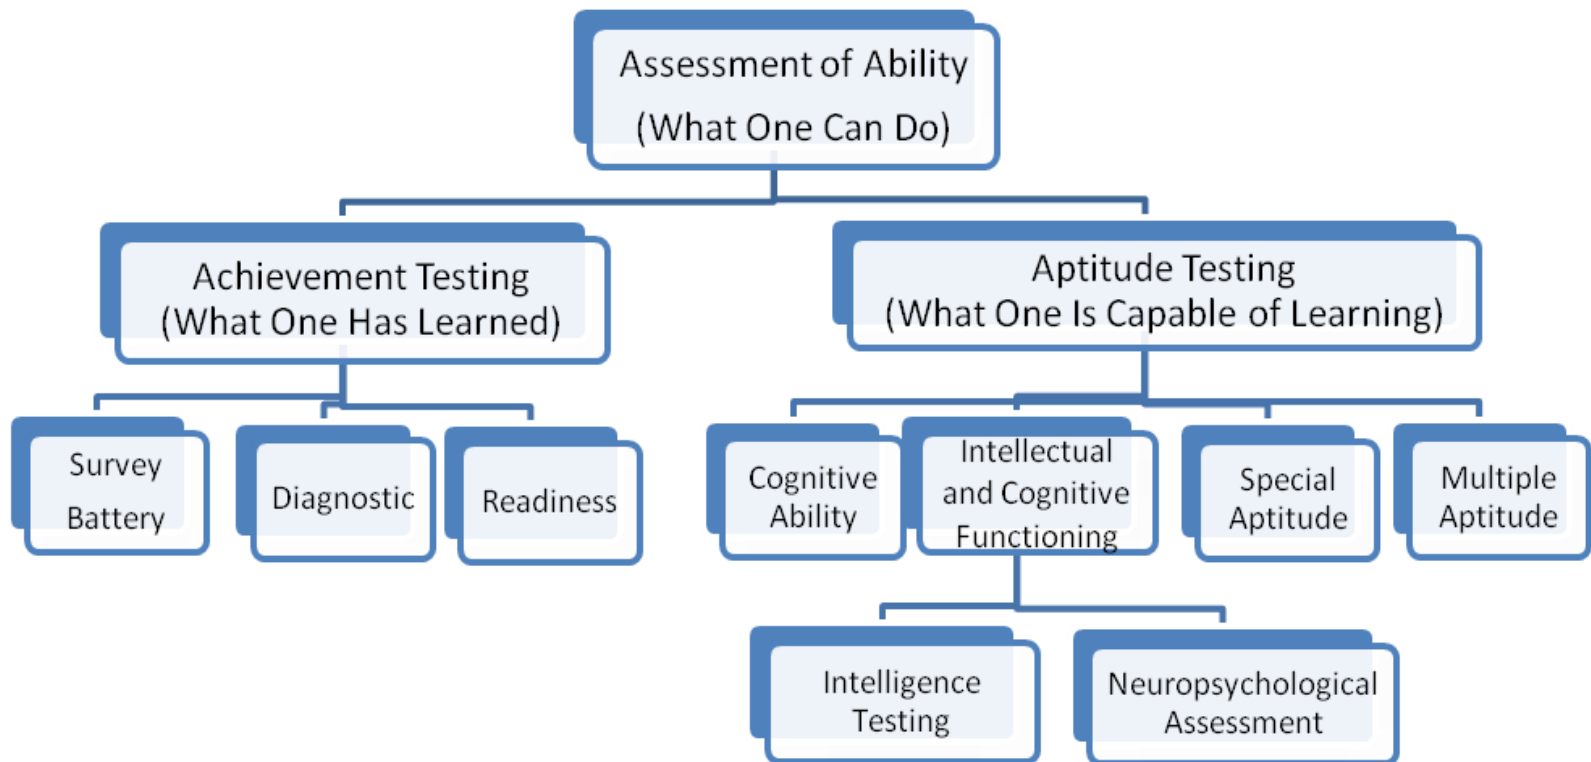 Assessment of Ability
(What One Can Do)
Achievement Testing
(What One Has Learned)
Aptitude Testing
(What One Is Capable of Learning)
Survey
Battery
Diagnostic
Readiness
Cognitive
Ability
Intellectual
and Cognitive
Functioning
Special
Aptitude
Multiple
Aptitude
Intelligence
Testing
Neuropsychological
Assessment